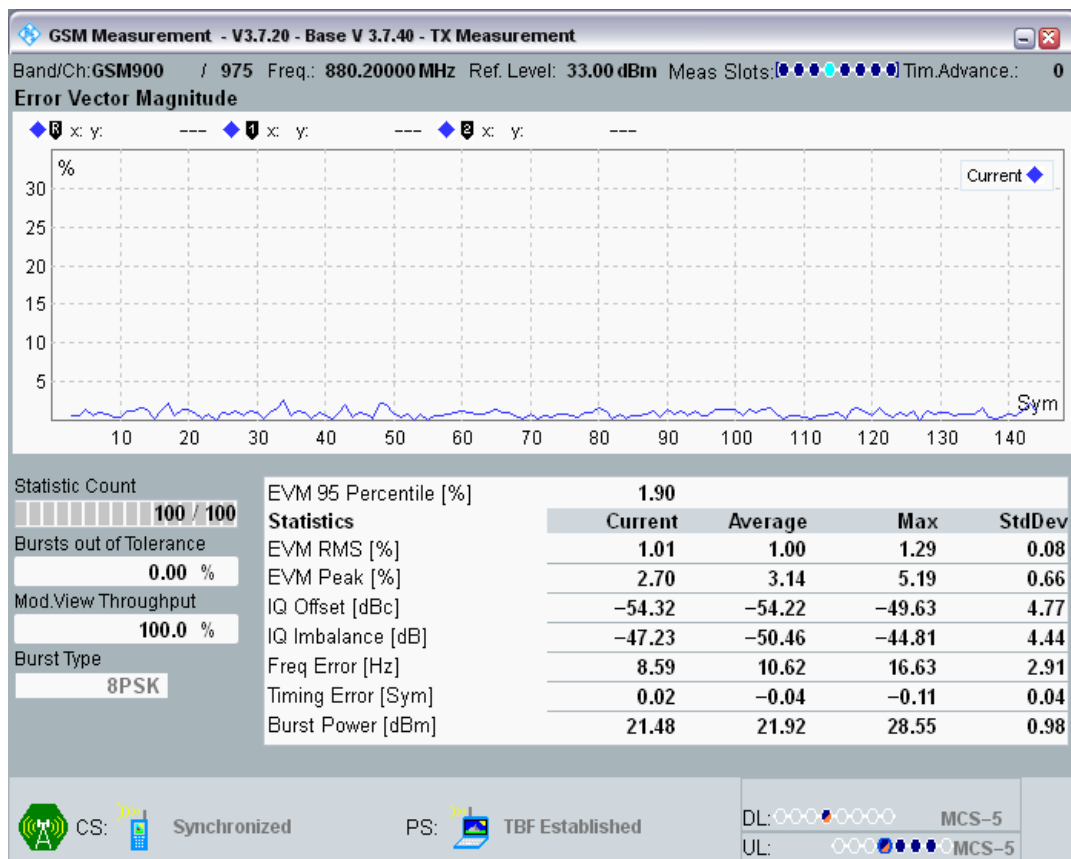 GSM Measurement - V3.7.20 - Base V 3.7.40 - TX Measurement
Band/Ch:GSM900 / 975 Freq.: 880.20000 MHz Ref. Level: 33.00 dBm Meas Slots: Tim.Advance.: 0
Error Vector Magnitude
R x: y: --- 1 x: y: --- 2 x: y: ---
%
Current
30
25
20
15
10
5
Sym
10 20 30 40 50 60 70 80 90 100 110 120 130 140
Statistic Count
100 / 100
Bursts out of Tolerance
0.00 %
Mod.View Throughput
100.0 %
Burst Type
8PSK
EVM 95 Percentile [%] 1.90
Statistics Current Average Max StdDev
EVM RMS [%] 1.01 1.00 1.29 0.08
EVM Peak [%] 2.70 3.14 5.19 0.66
IQ Offset [dBc] −54.32 −54.22 −49.63 4.77
IQ Imbalance [dB] −47.23 −50.46 −44.81 4.44
Freq Error [Hz] 8.59 10.62 16.63 2.91
Timing Error [Sym] 0.02 −0.04 −0.11 0.04
Burst Power [dBm] 21.48 21.92 28.55 0.98
CS: Synchronized PS: TBF Established
DL: MCS−5
UL: MCS−5